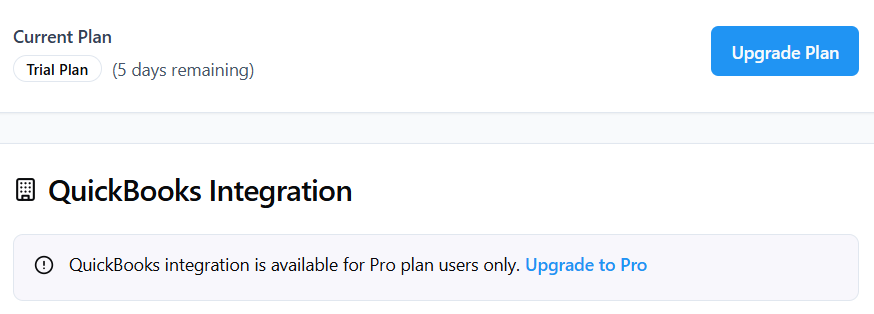 Current Plan
Trial Plan (5 days remaining)
Upgrade Plan
QuickBooks Integration
QuickBooks integration is available for Pro plan users only. Upgrade to Pro